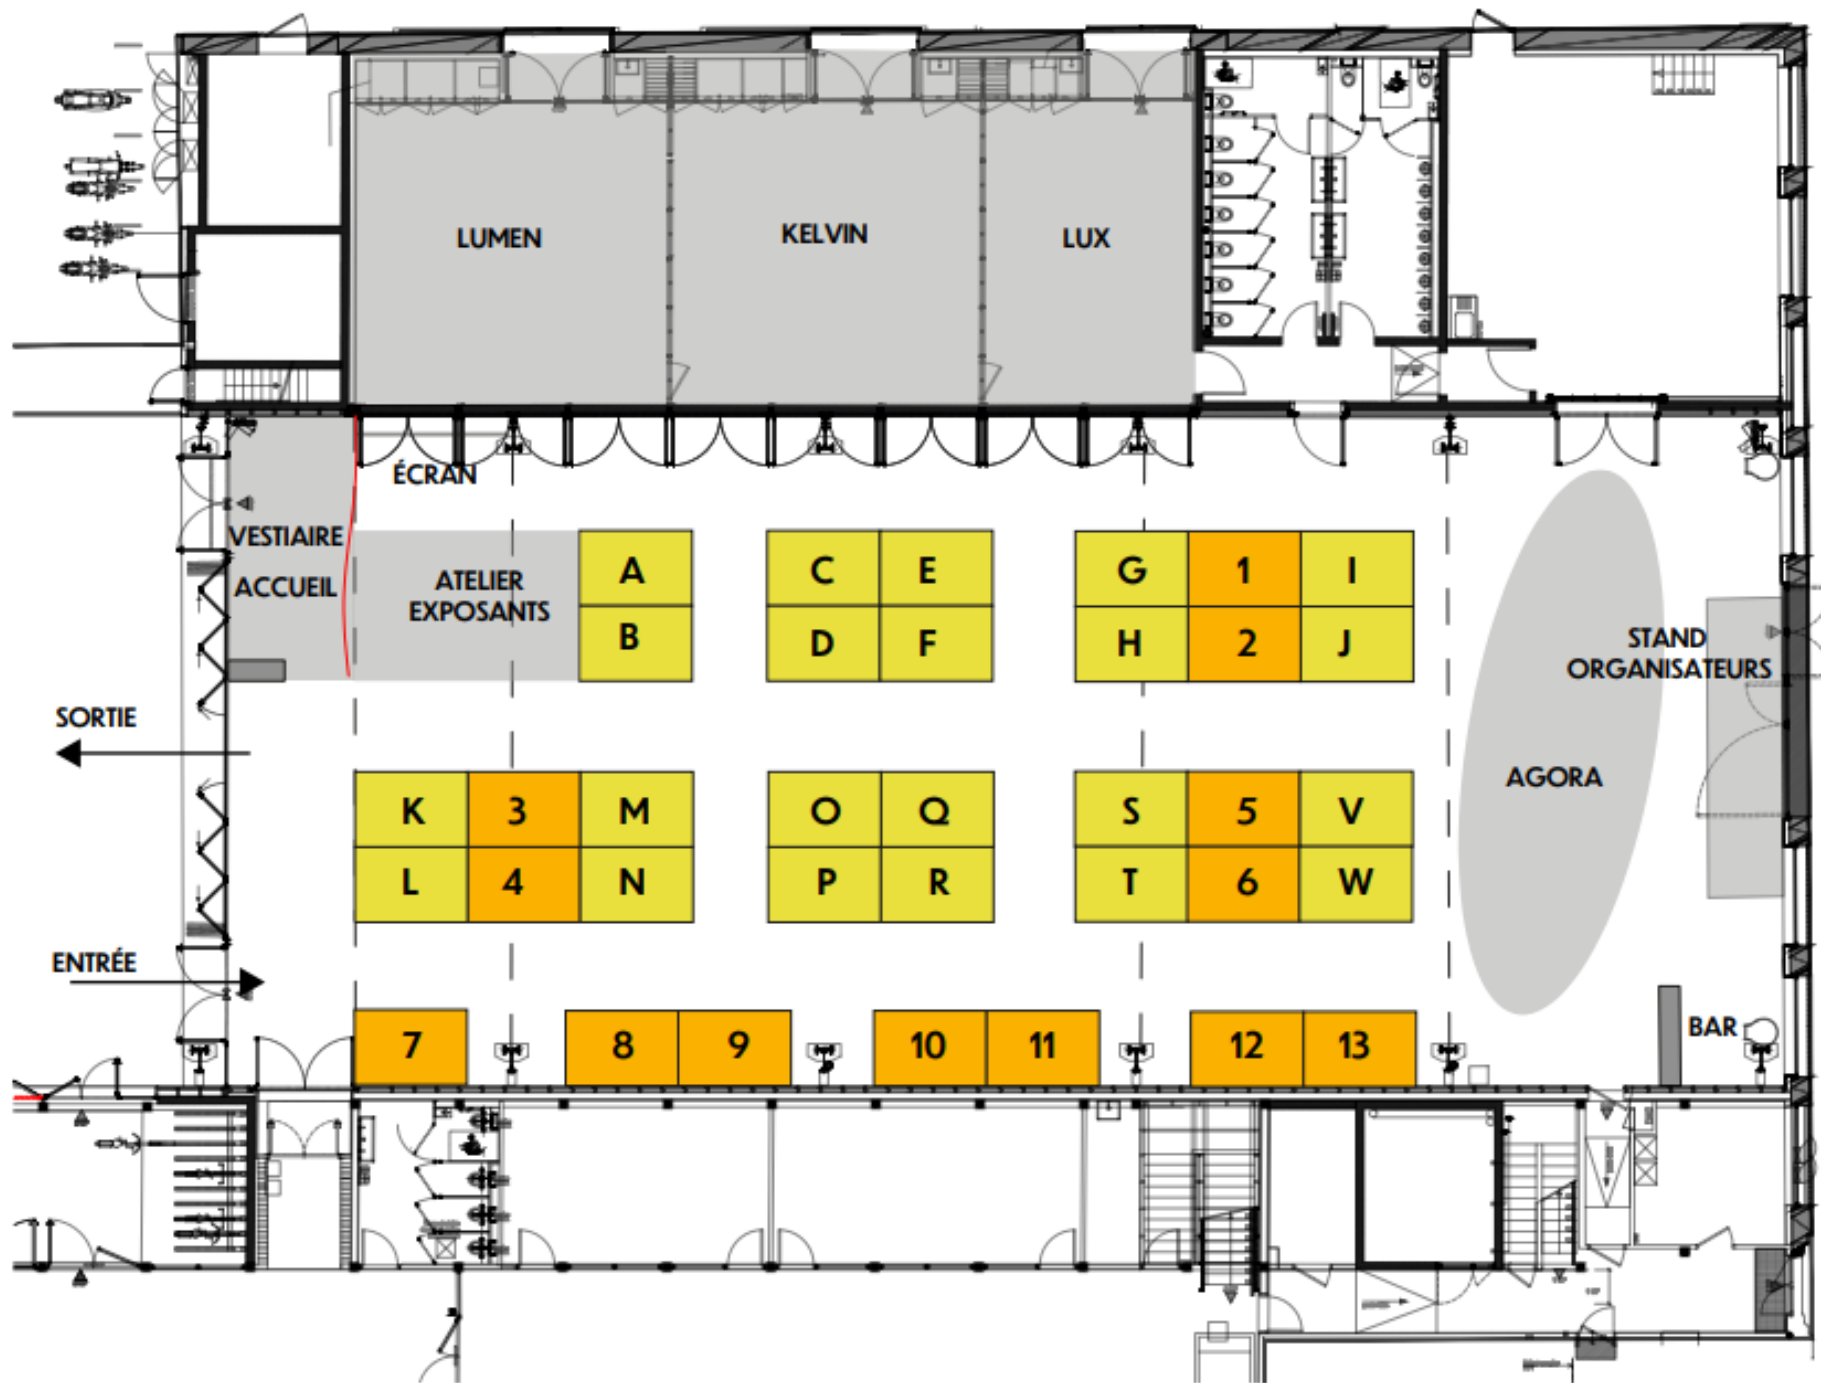 LUMEN
KELVIN
LUX
ÉCRAN
VESTIAIRE
ACCUEIL
ATELIER
EXPOSANTS
A
C
E
G
1
I
B
D
F
H
2
J
STAND
ORGANISATEURS
SORTIE
AGORA
K
3
M
O
Q
S
5
V
L
4
N
P
R
T
6
W
ENTRÉE
7
8
9
10
11
12
13
BAR